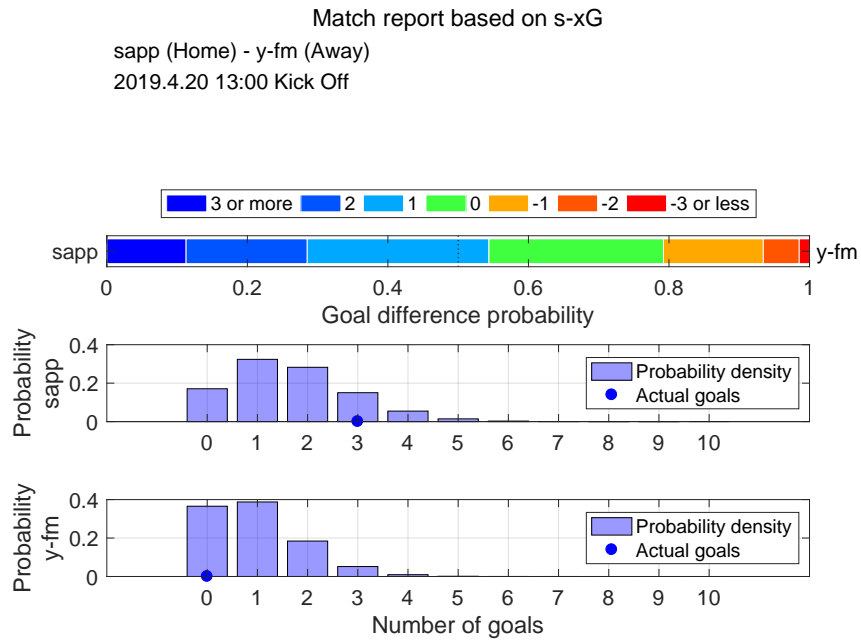 Match report based on s-xG
sapp (Home) - y-fm (Away)
2019.4.20 13:00 Kick Off
3 or more 2 1 0 -1 -2 -3 or less
sapp y-fm
0 0.2 0.4 0.6 0.8 1
Goal difference probability
Probability
sapp
0.4
0.2
0
Probability density
Actual goals
0 1 2 3 4 5 6 7 8 9 10
Probability
y-fm
0.4
0.2
0
Probability density
Actual goals
0 1 2 3 4 5 6 7 8 9 10
Number of goals